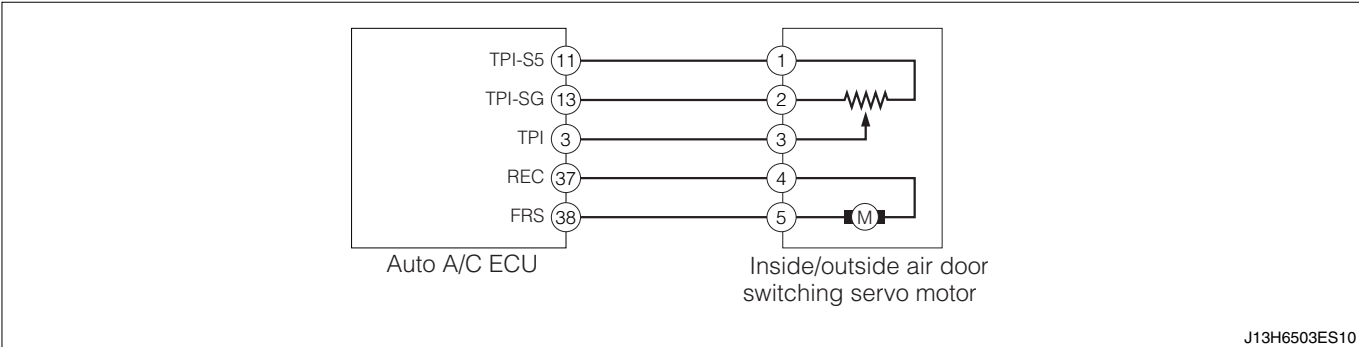 TPI-S5 11 1
TPI-SG 13 2
TPI 3 3
REC 37 4
FRS 38 5 M
Auto A/C ECU
Inside/outside air door
switching servo motor
J13H6503ES10